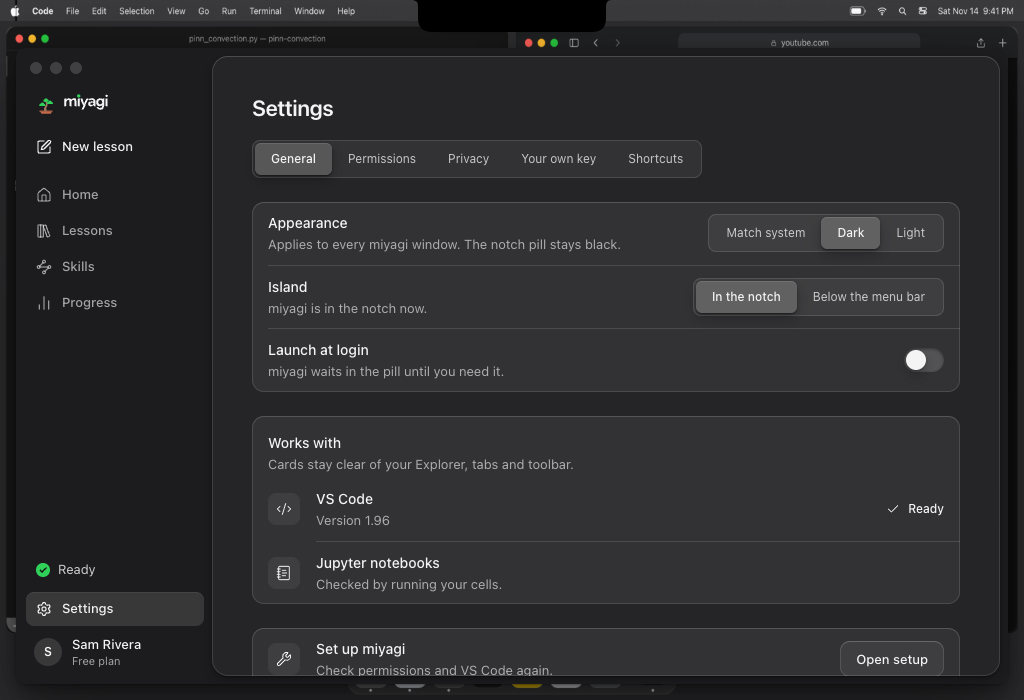 Code File Edit Selection View Go Run Terminal Window Help Sat Nov 14 9:41 PM
pinn_convection.py — pinn-convection
youtube.com
miyagi
New lesson
Home
Lessons
Skills
Progress
Ready
Settings
S
Sam Rivera
Free plan
Settings
General Permissions Privacy Your own key Shortcuts
Appearance
Applies to every miyagi window. The notch pill stays black.
Match system Dark Light
Island
miyagi is in the notch now.
In the notch Below the menu bar
Launch at login
miyagi waits in the pill until you need it.
Works with
Cards stay clear of your Explorer, tabs and toolbar.
VS Code
Version 1.96
Ready
Jupyter notebooks
Checked by running your cells.
Set up miyagi
Check permissions and VS Code again.
Open setup